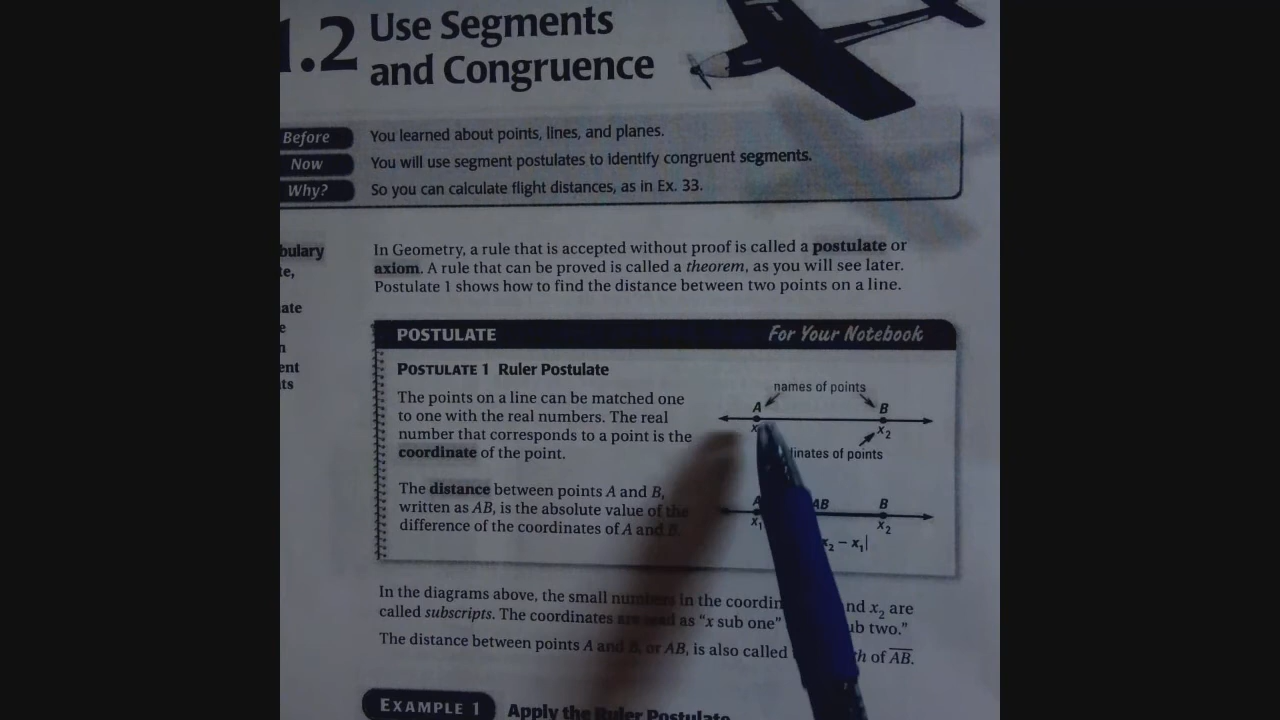 1.2 Use Segments
and Congruence
Before You learned about points, lines, and planes.
Now You will use segment postulates to identify congruent segments.
Why? So you can calculate flight distances, as in Ex. 33.
In Geometry, a rule that is accepted without proof is called a postulate or
axiom. A rule that can be proved is called a theorem, as you will see later.
Postulate 1 shows how to find the distance between two points on a line.
POSTULATE For Your Notebook
POSTULATE 1 Ruler Postulate
The points on a line can be matched one
to one with the real numbers. The real
number that corresponds to a point is the
coordinate of the point.
The distance between points A and B,
written as AB, is the absolute value of the
difference of the coordinates of A and B.
names of points
A B
x x₂
of points
A AB B
x₁ x₂
x₂ − x₁|
In the diagrams above, the small numbers in the nd x₂ are
called subscripts. The coordinates are read as “x sub one” ub two.”
The distance between points A and B, or AB, is also called of A̅B̅.
EXAMPLE 1 Apply the Ruler Postulate